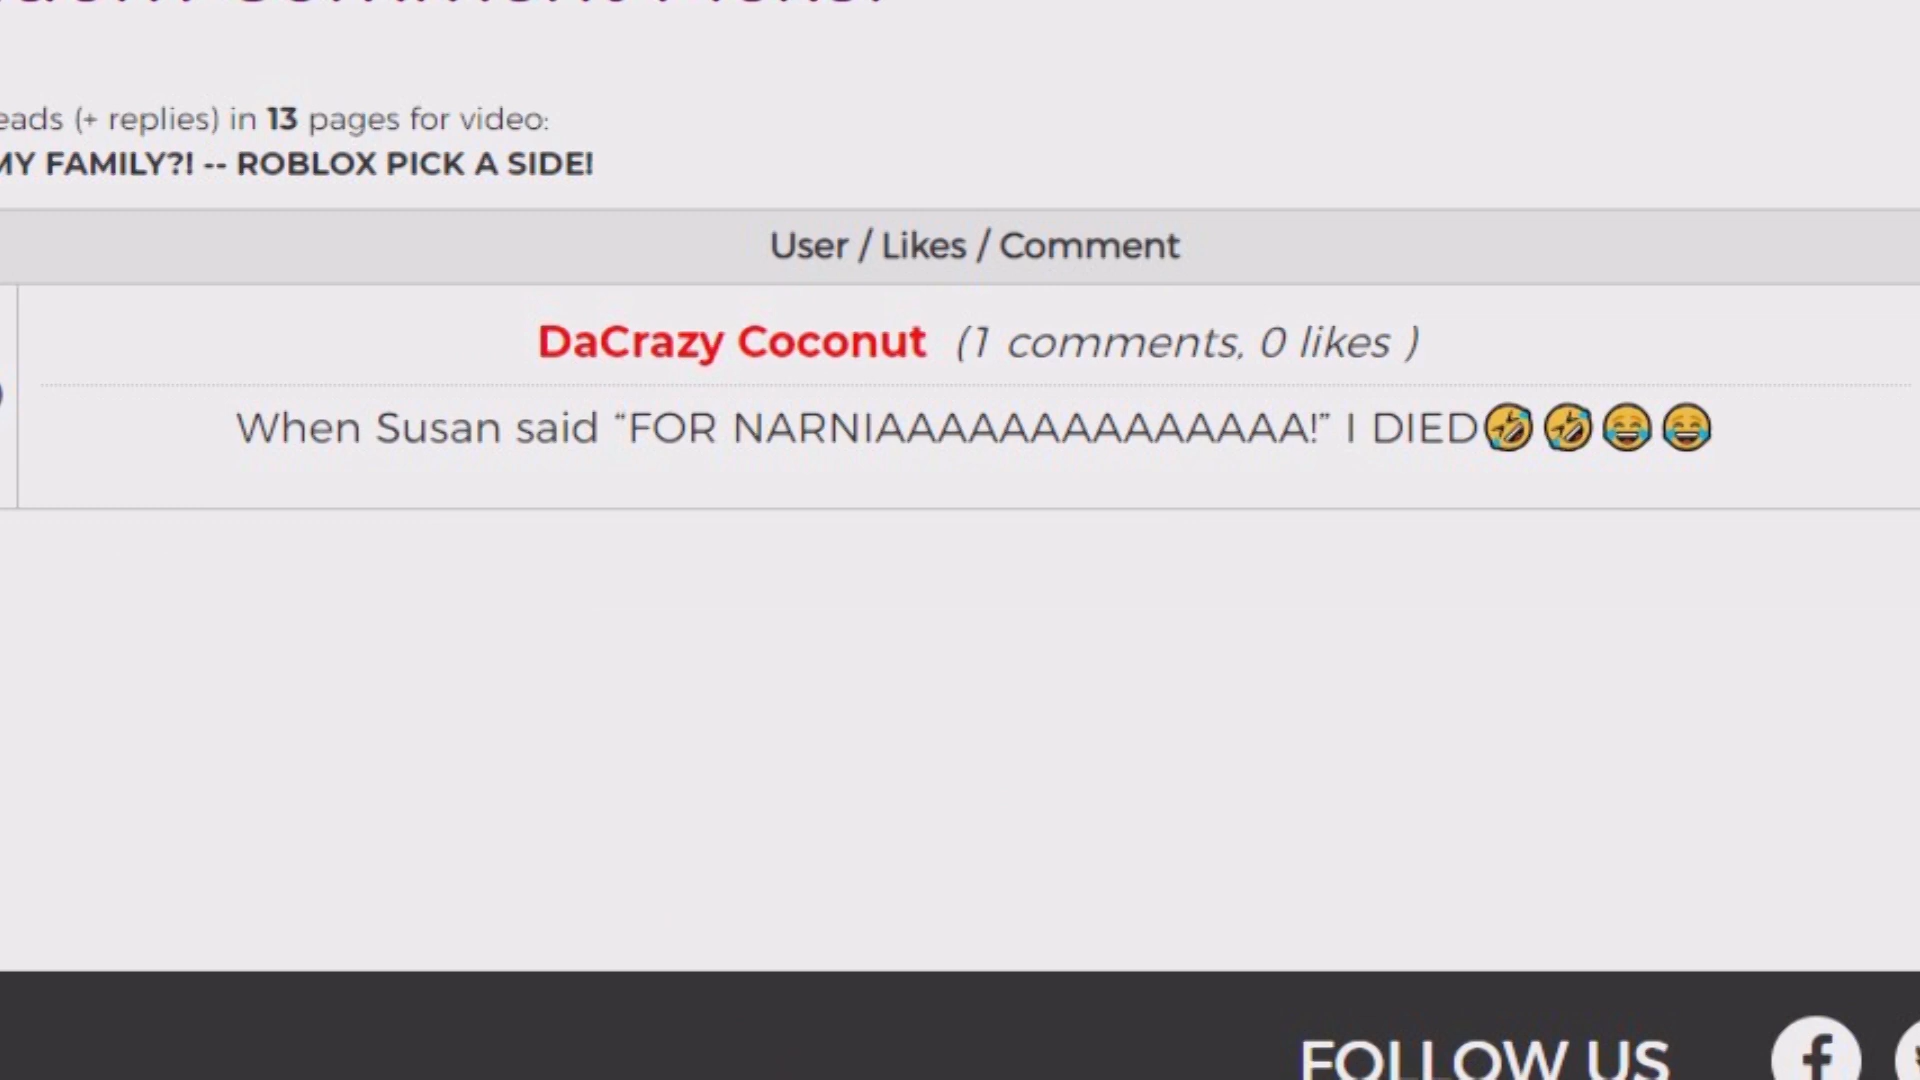 eads (+ replies) in 13 pages for video:
MY FAMILY?! -- ROBLOX PICK A SIDE!
User / Likes / Comment
DaCrazy Coconut (1 comments, 0 likes )
When Susan said “FOR NARNIAAAAAAAAAAAAAA!” I DIED🤣🤣😂😂
FOLLOW US